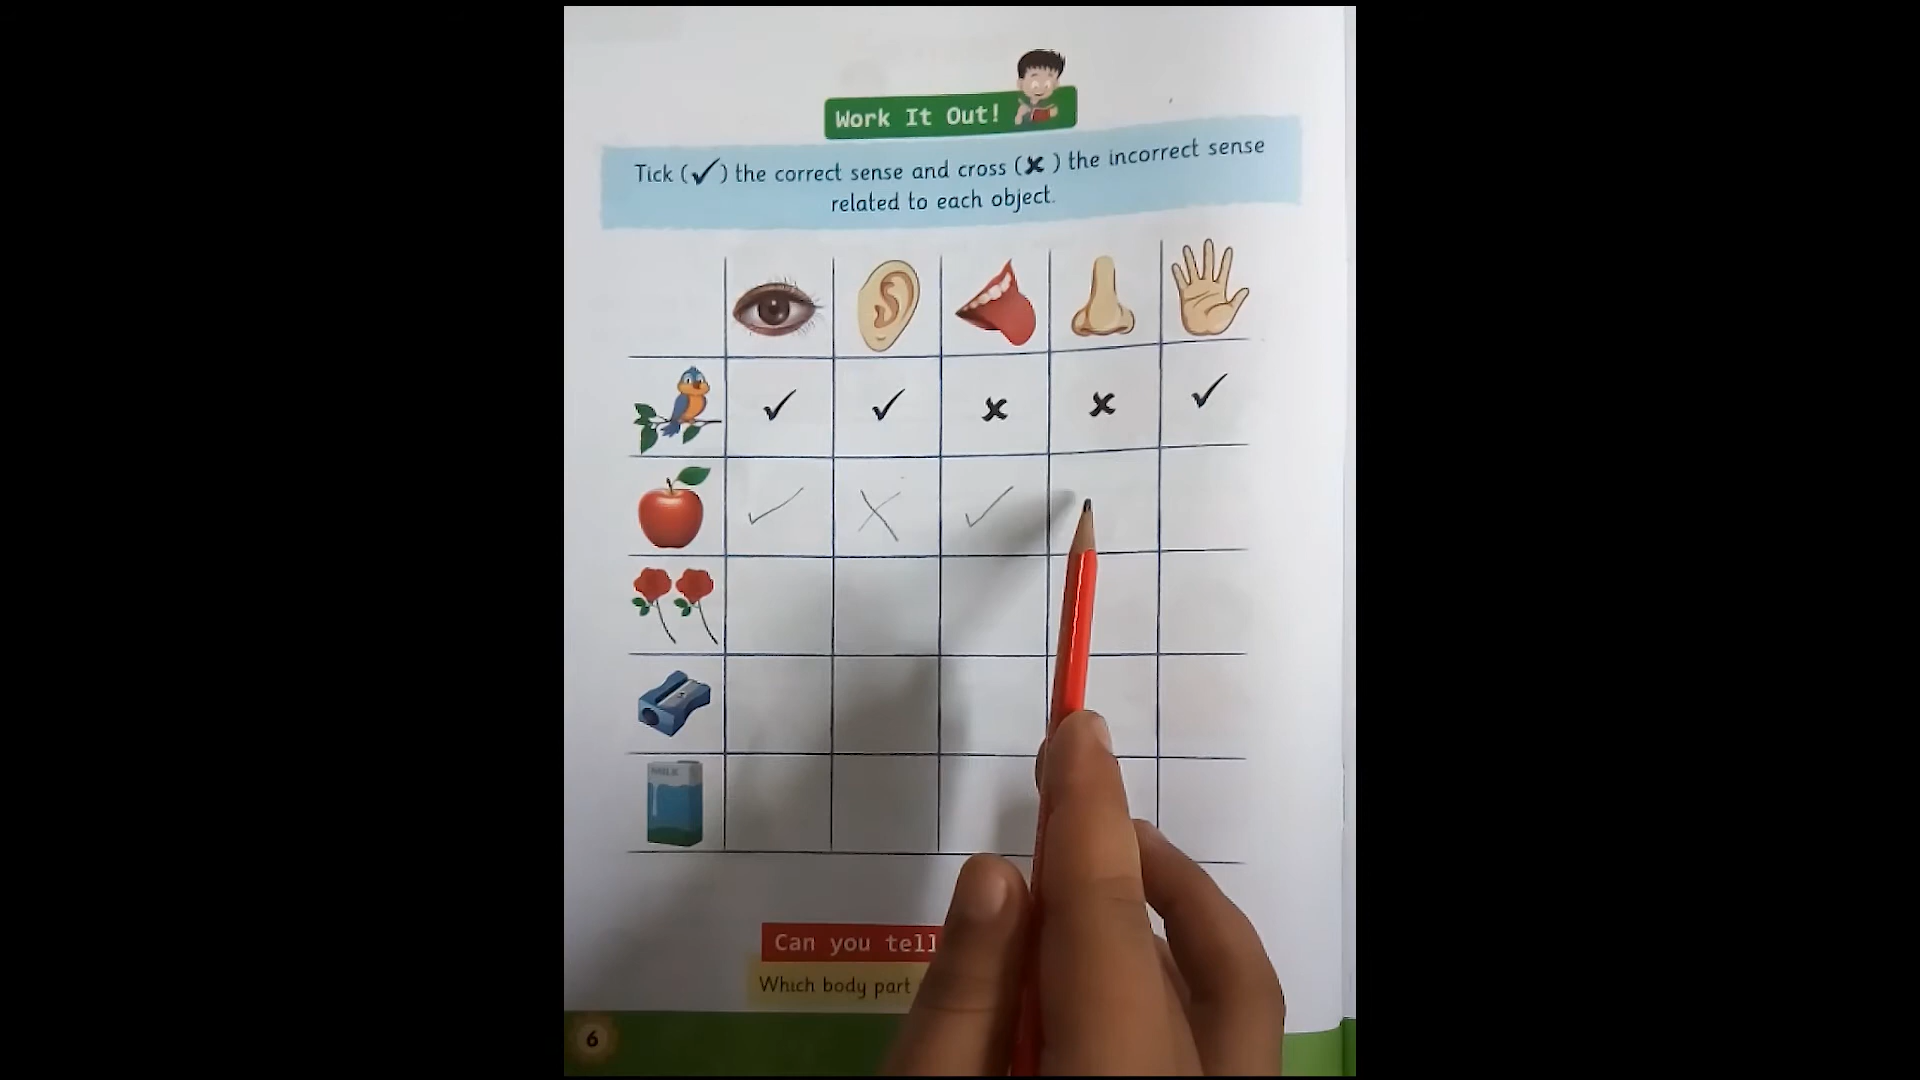 Work It Out!
Tick (✓) the correct sense and cross (✗) the incorrect sense
related to each object.
✓ ✓ ✗ ✗ ✓
✓ ✗ ✓
MILK
Can you tell
Which body part
6